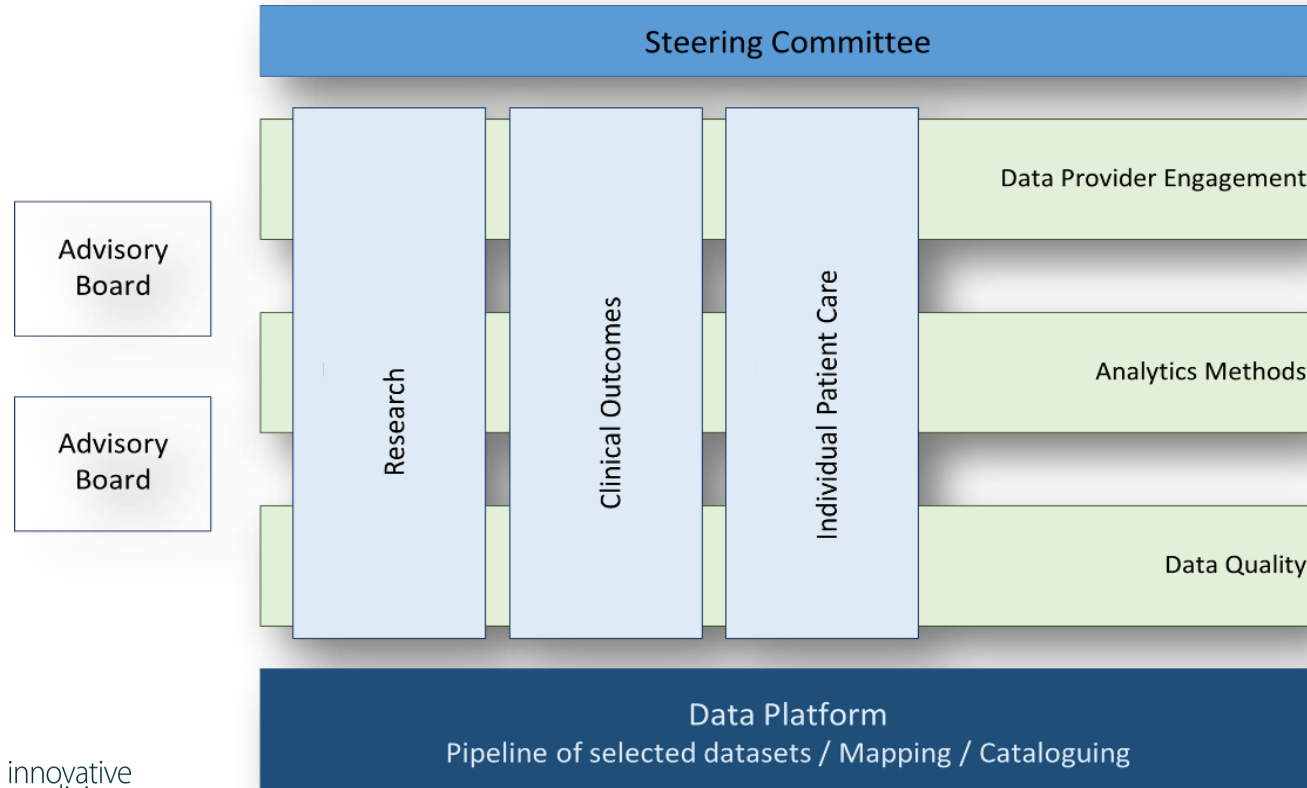 Steering Committee
Data Provider Engagement
Advisory
Board
Research
Clinical Outcomes
Individual Patient Care
Analytics Methods
Advisory
Board
Data Quality
Data Platform
Pipeline of selected datasets / Mapping / Cataloguing
innovative